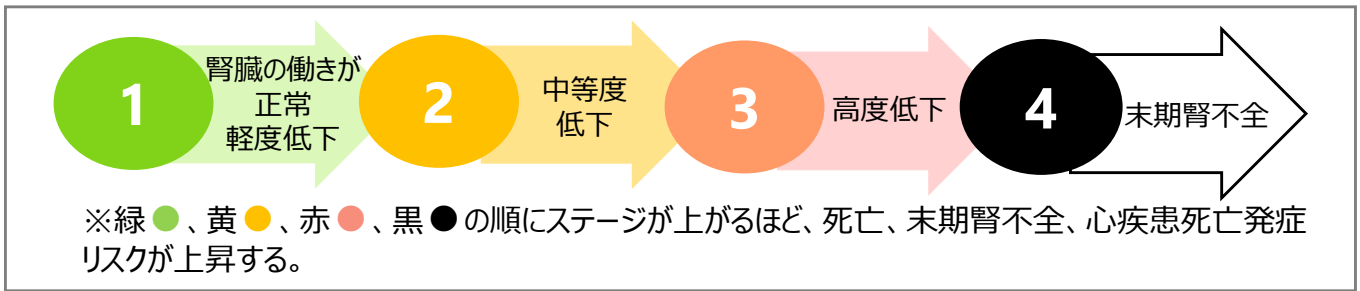 1
腎臓の働きが
正常
軽度低下
2
中等度
低下
3
高度低下
4
末期腎不全
※緑●、黄●、赤●、黒●の順にステージが上がるほど、死亡、末期腎不全、心疾患死亡発症
リスクが上昇する。